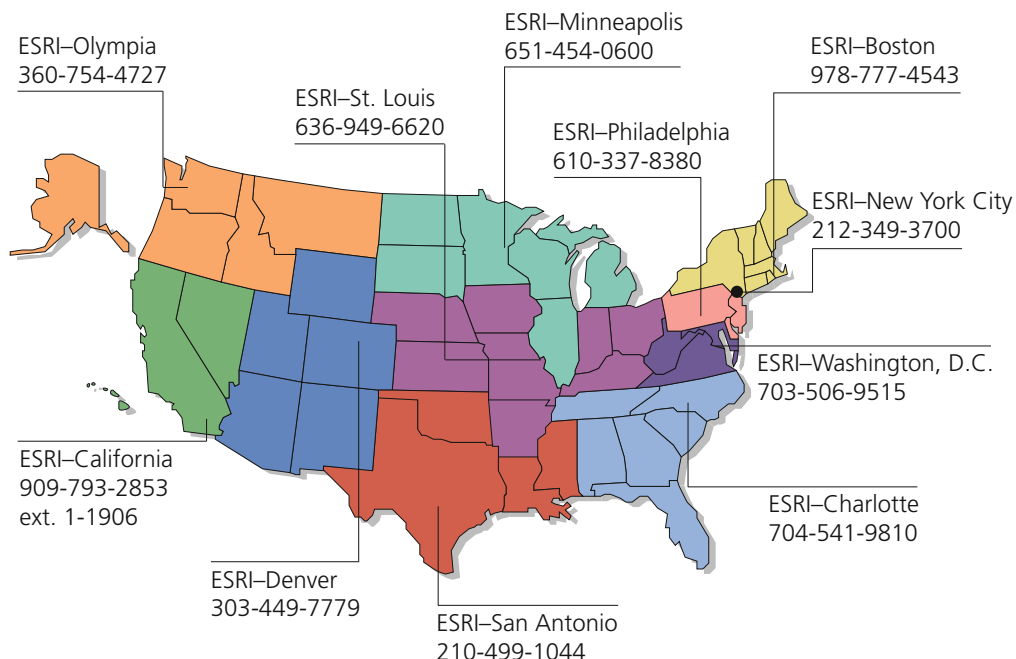 ESRI–Minneapolis
651-454-0600
ESRI–Olympia
360-754-4727
ESRI–Boston
978-777-4543
ESRI–St. Louis
636-949-6620
ESRI–Philadelphia
610-337-8380
ESRI–New York City
212-349-3700
ESRI–Washington, D.C.
703-506-9515
ESRI–California
909-793-2853
ext. 1-1906
ESRI–Charlotte
704-541-9810
ESRI–Denver
303-449-7779
ESRI–San Antonio
210-499-1044